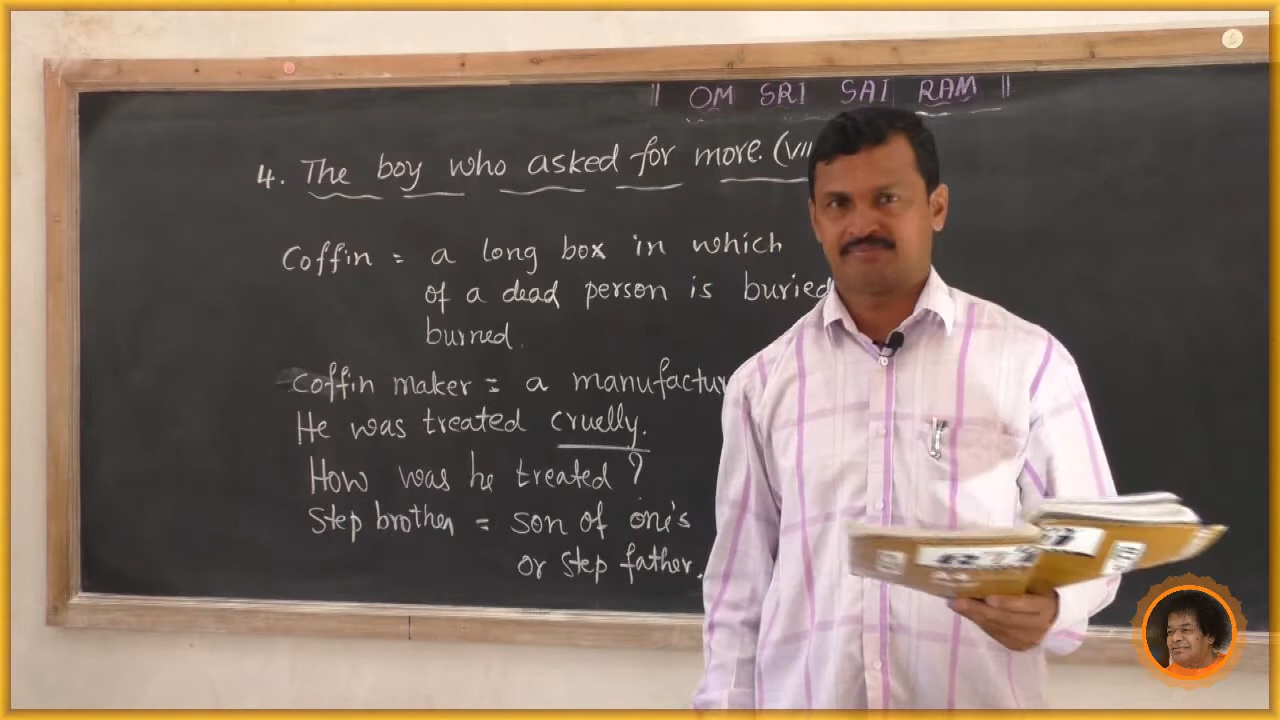 || OM SRI SAI RAM ||
4. The boy who asked for more. (VII
Coffin = a long box in which
of a dead person is buried
burned.
Coffin maker = a manufactur
He was treated cruelly.
How was he treated ?
Step brother = son of one's
or step father.